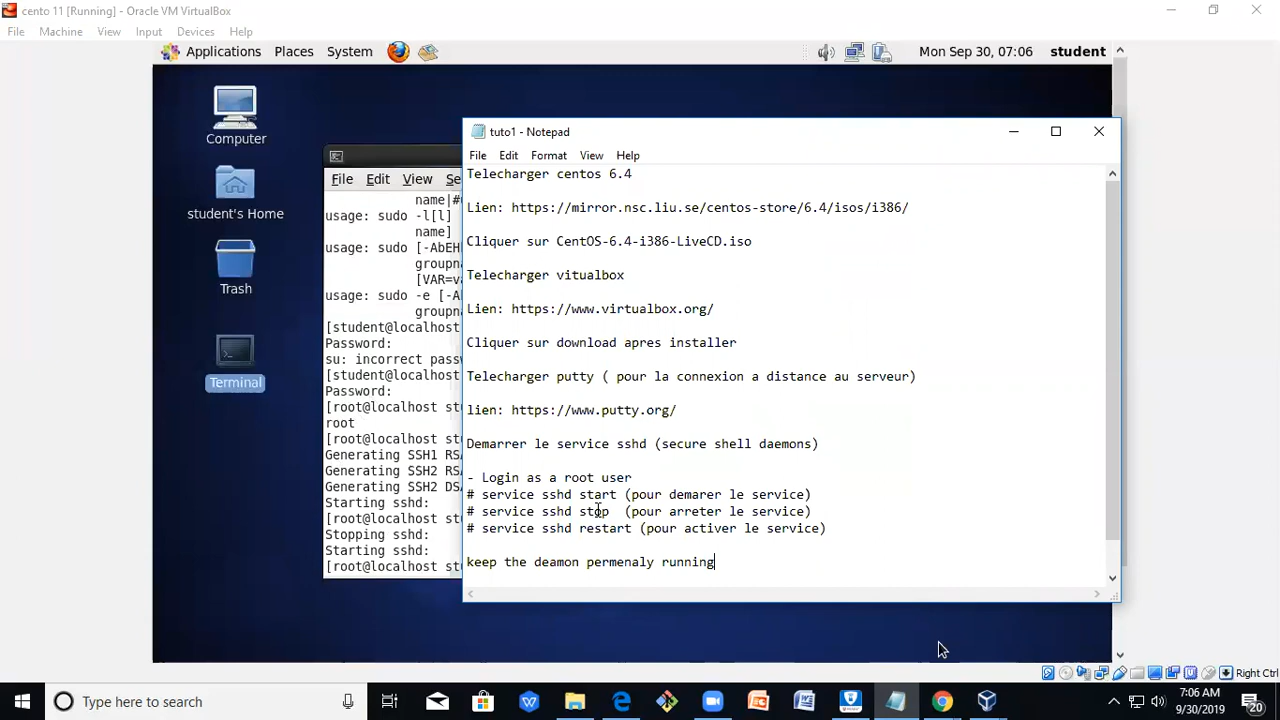 cento 11 [Running] - Oracle VM VirtualBox
File Machine View Input Devices Help
Applications Places System
Mon Sep 30, 07:06 student
Computer
student's Home
Trash
Terminal
File Edit View
name|#
usage: sudo -l[l]
name]
usage: sudo [-AbEH
groupna
[VAR=v
usage: sudo -e [-A
groupna
[student@localhost
Password:
su: incorrect passw
[student@localhost
Password:
[root@localhost st
root
[root@localhost st
Generating SSH1 RS
Generating SSH2 RS
Generating SSH2 DS
Starting sshd:
Stopping sshd:
Starting sshd:
[root@localhost st
tuto1 - Notepad
File Edit Format View Help
Telecharger centos 6.4
Lien: https://mirror.nsc.liu.se/centos-store/6.4/isos/i386/
Cliquer sur CentOS-6.4-i386-LiveCD.iso
Telecharger vitualbox
Lien: https://www.virtualbox.org/
Cliquer sur download apres installer
Telecharger putty ( pour la connexion a distance au serveur)
lien: https://www.putty.org/
Demarrer le service sshd (secure shell daemons)
- Login as a root user
# service sshd start (pour demarer le service)
# service sshd stop (pour arreter le service)
# service sshd restart (pour activer le service)
keep the deamon permenaly running
Right Ctrl
Type here to search
7:06 AM
9/30/2019
20